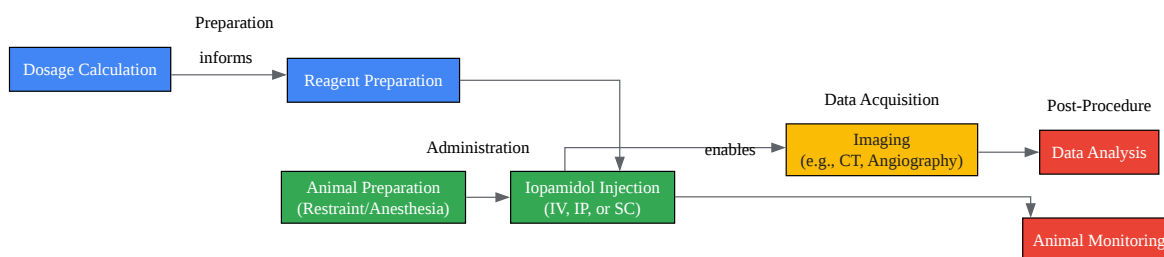 Preparation
Dosage Calculation
informs
Reagent Preparation
Administration
Animal Preparation
(Restraint/Anesthesia)
Iopamidol Injection
(IV, IP, or SC)
enables
Data Acquisition
Imaging
(e.g., CT, Angiography)
Post-Procedure
Data Analysis
Animal Monitoring